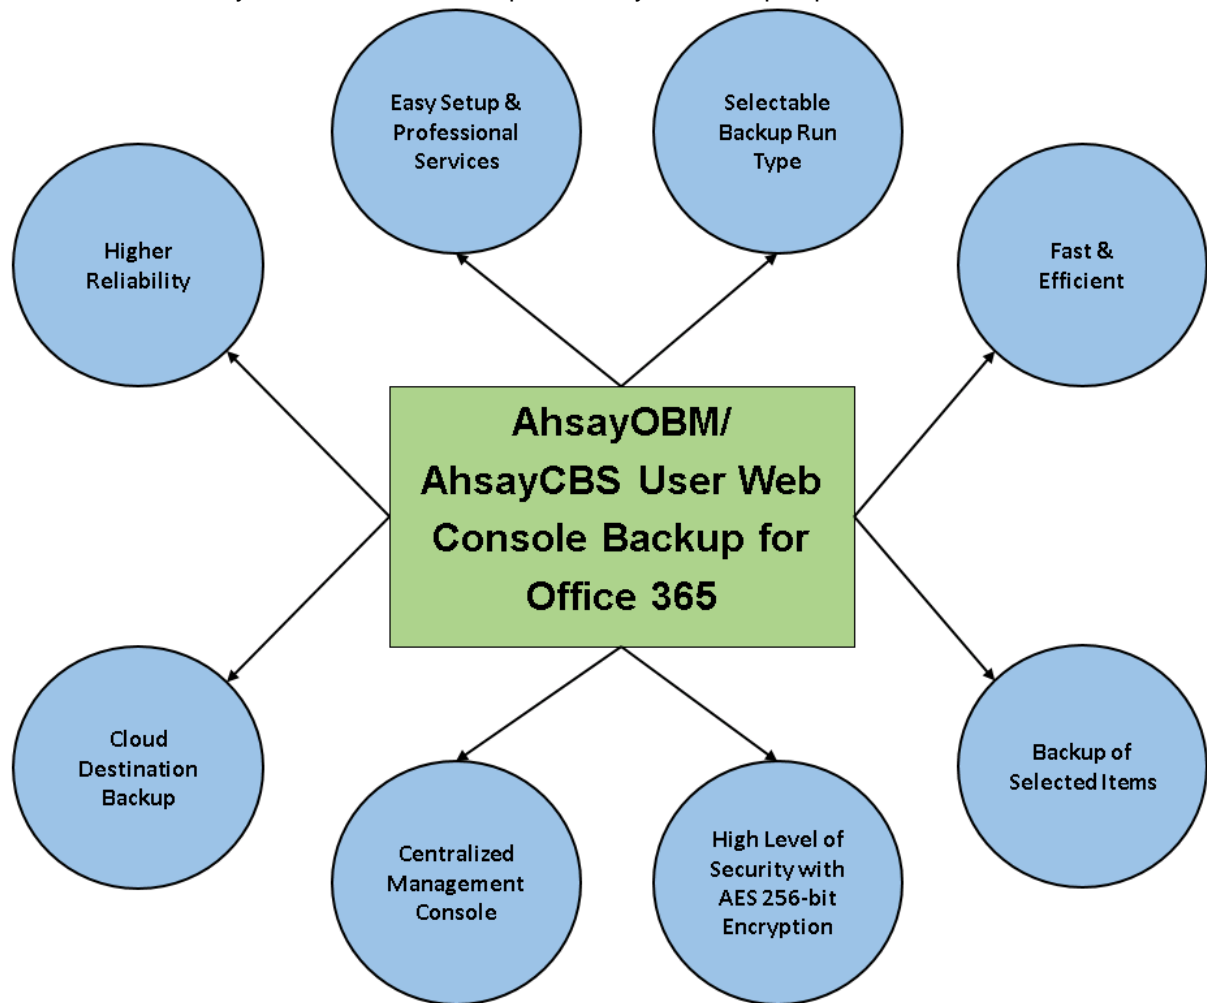 Easy Setup &
Professional
Services
Selectable
Backup Run
Type
Higher
Reliability
Fast &
Efficient
AhsayOBM/
AhsayCBS User Web
Console Backup for
Office 365
Cloud
Destination
Backup
Backup of
Selected Items
Centralized
Management
Console
High Level of
Security with
AES 256-bit
Encryption